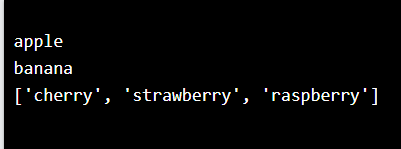 apple
banana
['cherry', 'strawberry', 'raspberry']